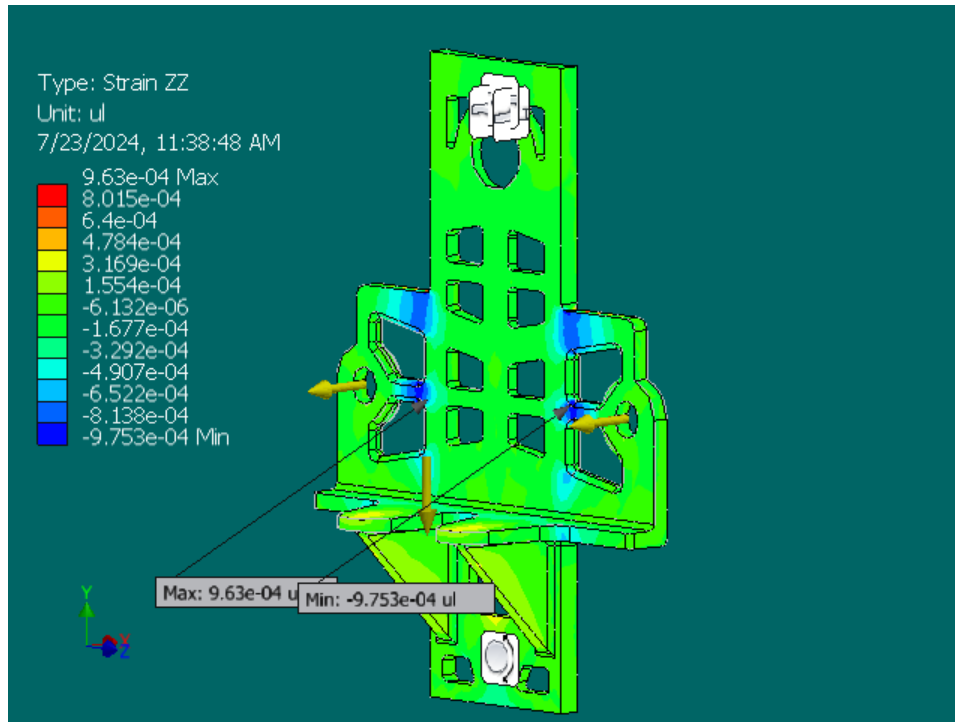 Type: Strain ZZ
Unit: ul
7/23/2024, 11:38:48 AM
9.63e-04 Max
8.015e-04
6.4e-04
4.784e-04
3.169e-04
1.554e-04
-6.132e-06
-1.677e-04
-3.292e-04
-4.907e-04
-6.522e-04
-8.138e-04
-9.753e-04 Min
Max: 9.63e-04 u
Min: -9.753e-04 ul
Y
X
Z